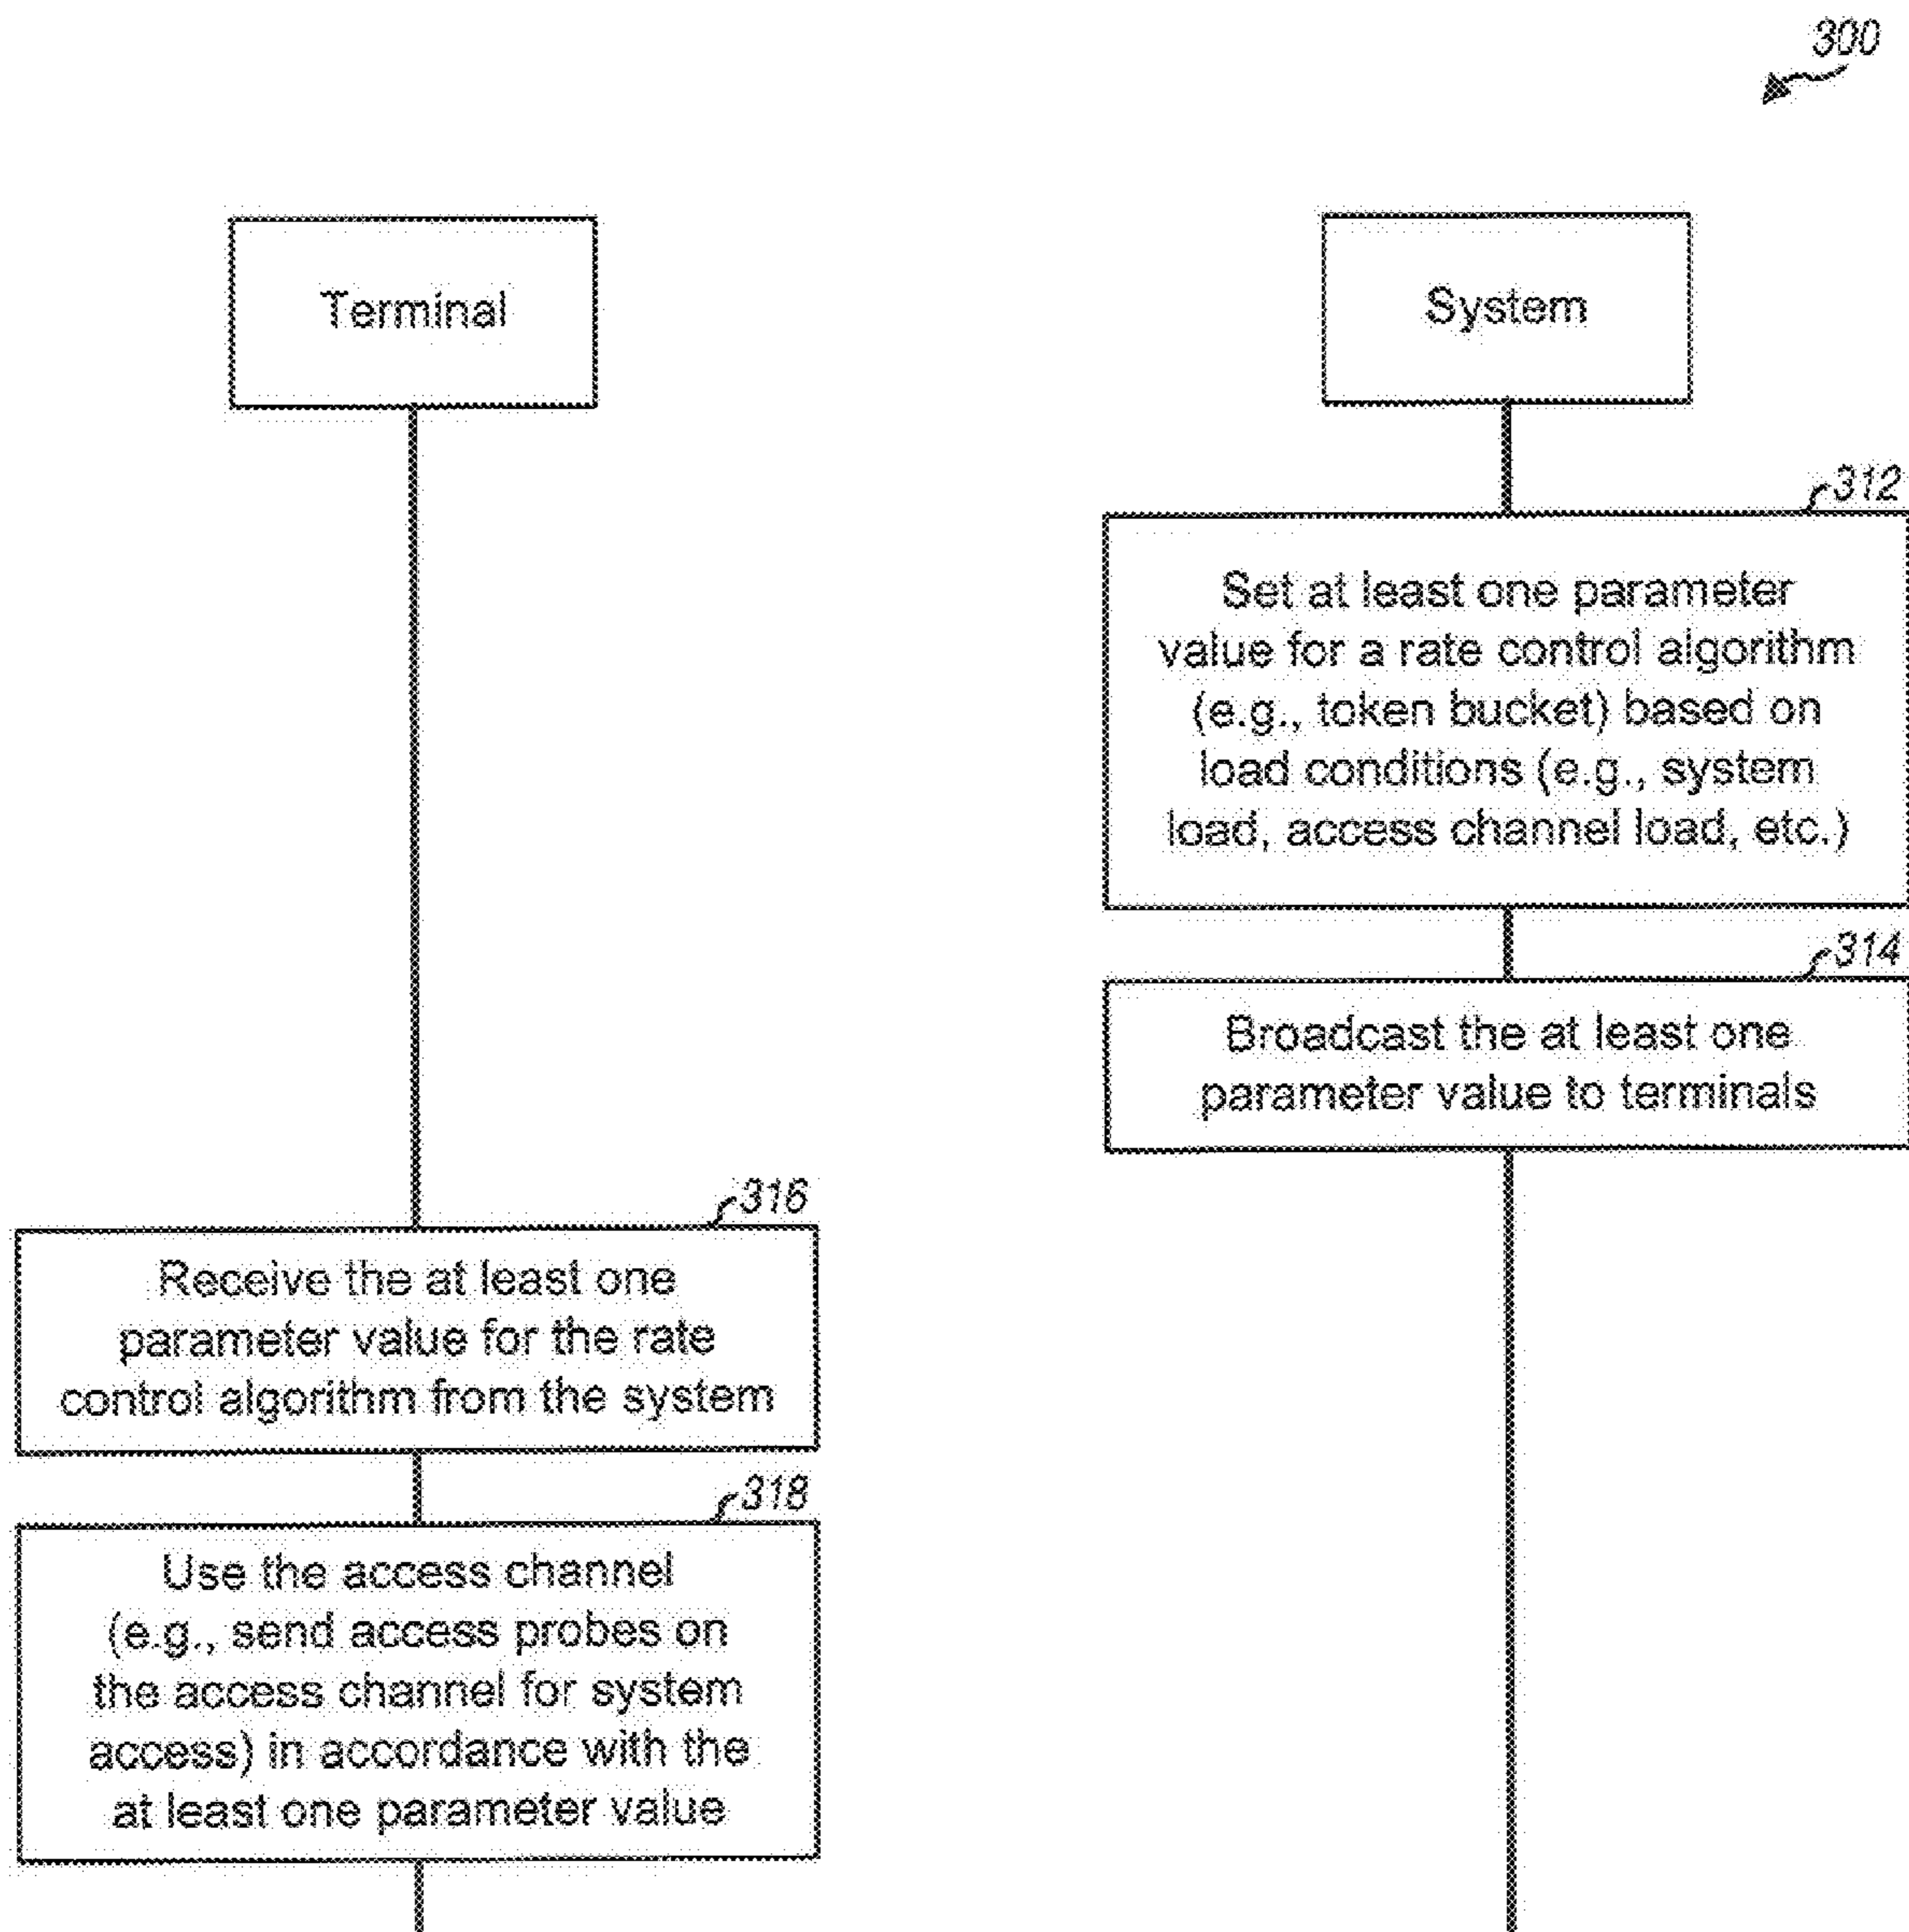 300
Terminal
System
312
Set at least one parameter
value for a rate control algorithm
(e.g., token bucket) based on
load conditions (e.g., system
load, access channel load, etc.)
314
Broadcast the at least one
parameter value to terminals
316
Receive the at least one
parameter value for the rate
control algorithm from the system
318
Use the access channel
(e.g., send access probes on
the access channel for system
access) in accordance with the
at least one parameter value